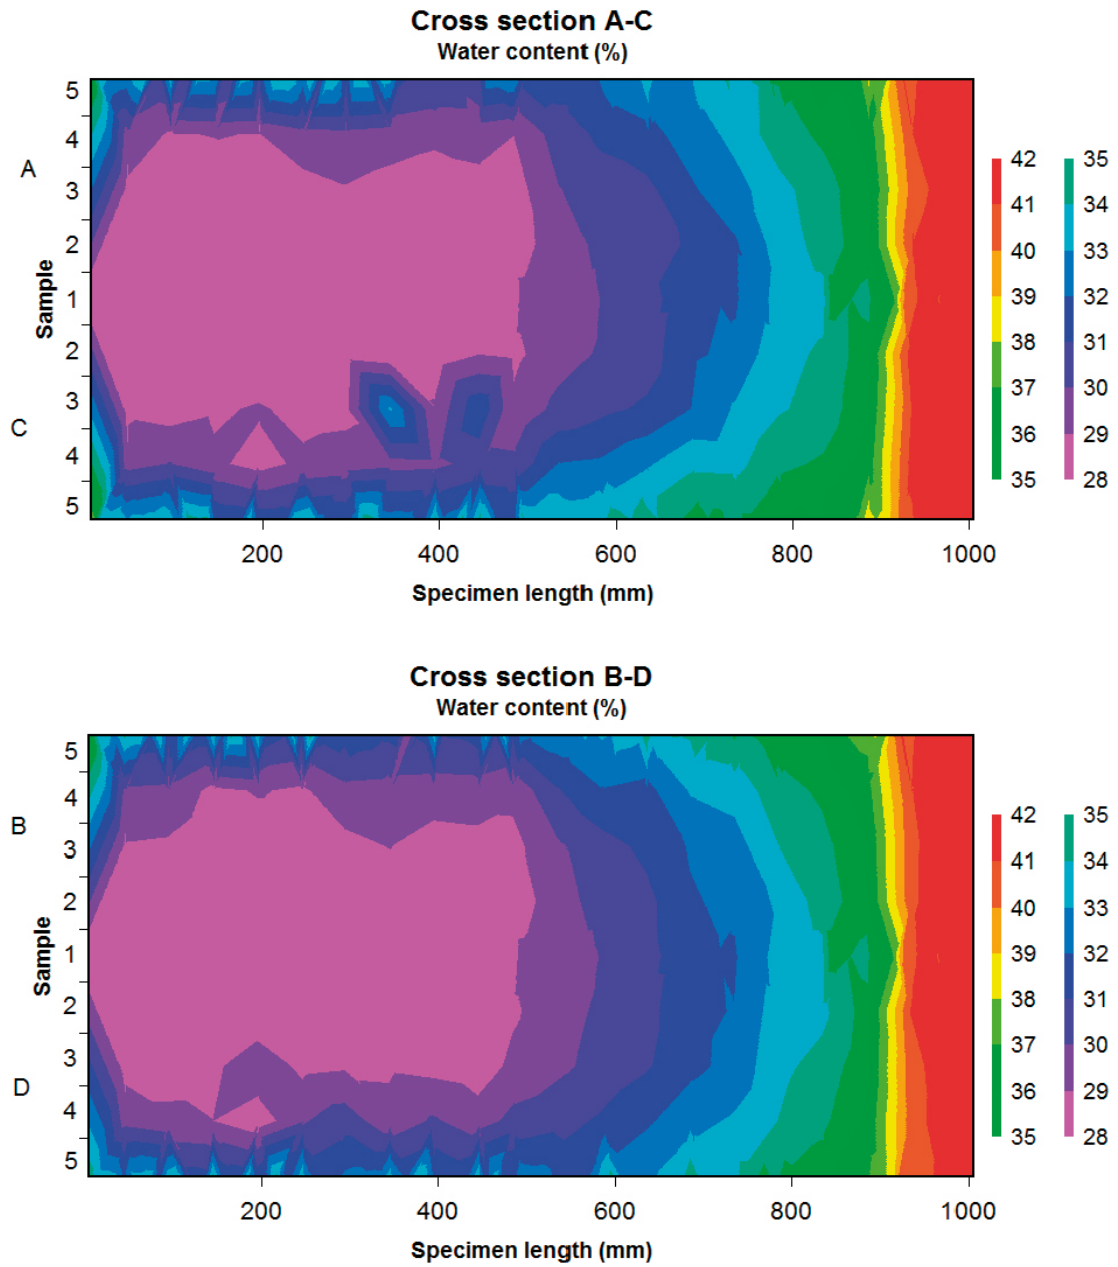 Cross section A-C
Water content (%)
5
4
A
3
2
Sample
1
2
3
C
4
5
200 400 600 800 1000
Specimen length (mm)
42 35
41 34
40 33
39 32
38 31
37 30
36 29
35 28
Cross section B-D
Water content (%)
5
4
B
3
2
Sample
1
2
3
D
4
5
200 400 600 800 1000
Specimen length (mm)
42 35
41 34
40 33
39 32
38 31
37 30
36 29
35 28